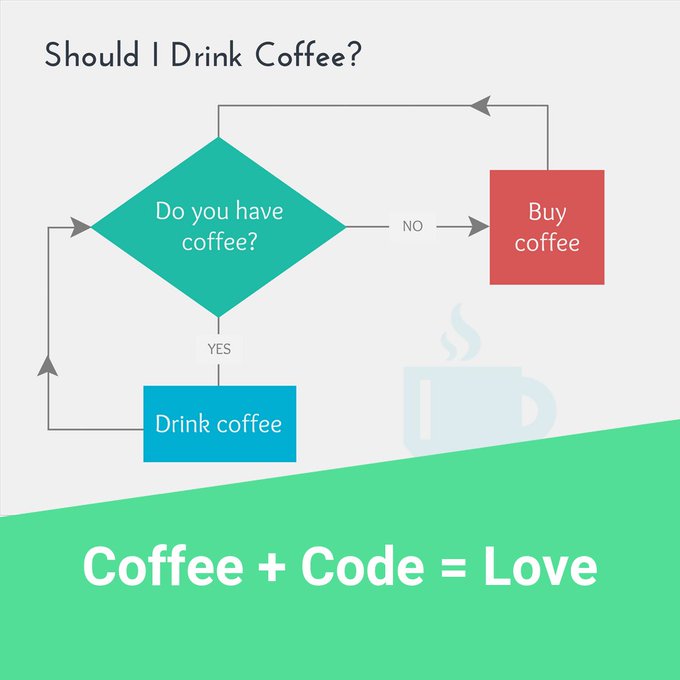 Should I Drink Coffee?
Do you have
coffee?
NO
Buy
coffee
YES
Drink coffee
Coffee + Code = Love